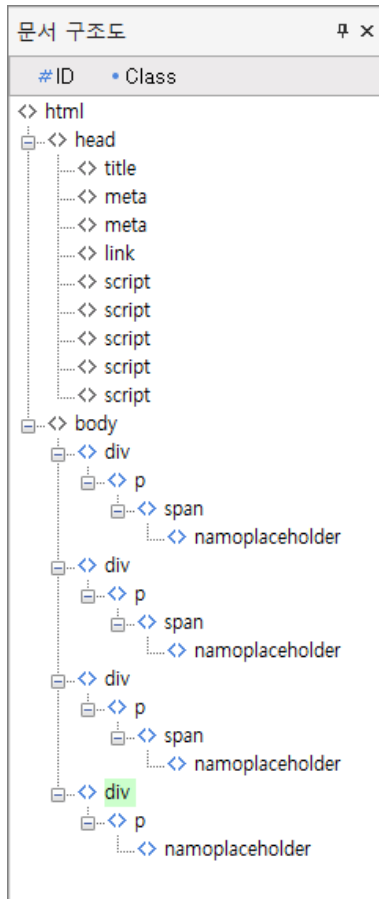 문서 구조도
#ID • Class
<> html
<> head
<> title
<> meta
<> meta
<> link
<> script
<> script
<> script
<> script
<> script
<> body
<> div
<> p
<> span
<> namoplaceholder
<> div
<> p
<> span
<> namoplaceholder
<> div
<> p
<> span
<> namoplaceholder
<> div
<> p
<> namoplaceholder